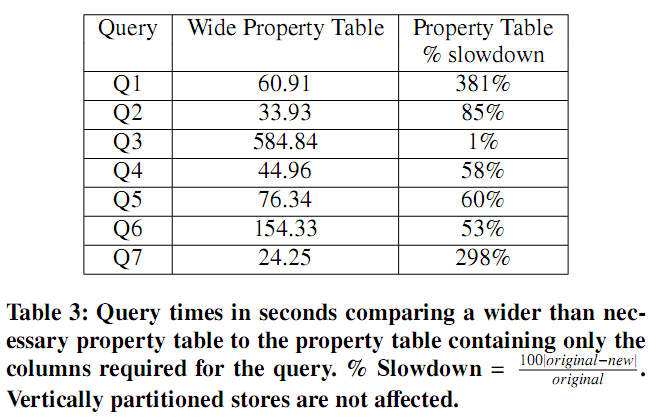 Query Wide Property Table Property Table
% slowdown
Q1 60.91 381%
Q2 33.93 85%
Q3 584.84 1%
Q4 44.96 58%
Q5 76.34 60%
Q6 154.33 53%
Q7 24.25 298%
Table 3: Query times in seconds comparing a wider than nec-
essary property table to the property table containing only the
columns required for the query. % Slowdown = 100|original−new| / original.
Vertically partitioned stores are not affected.